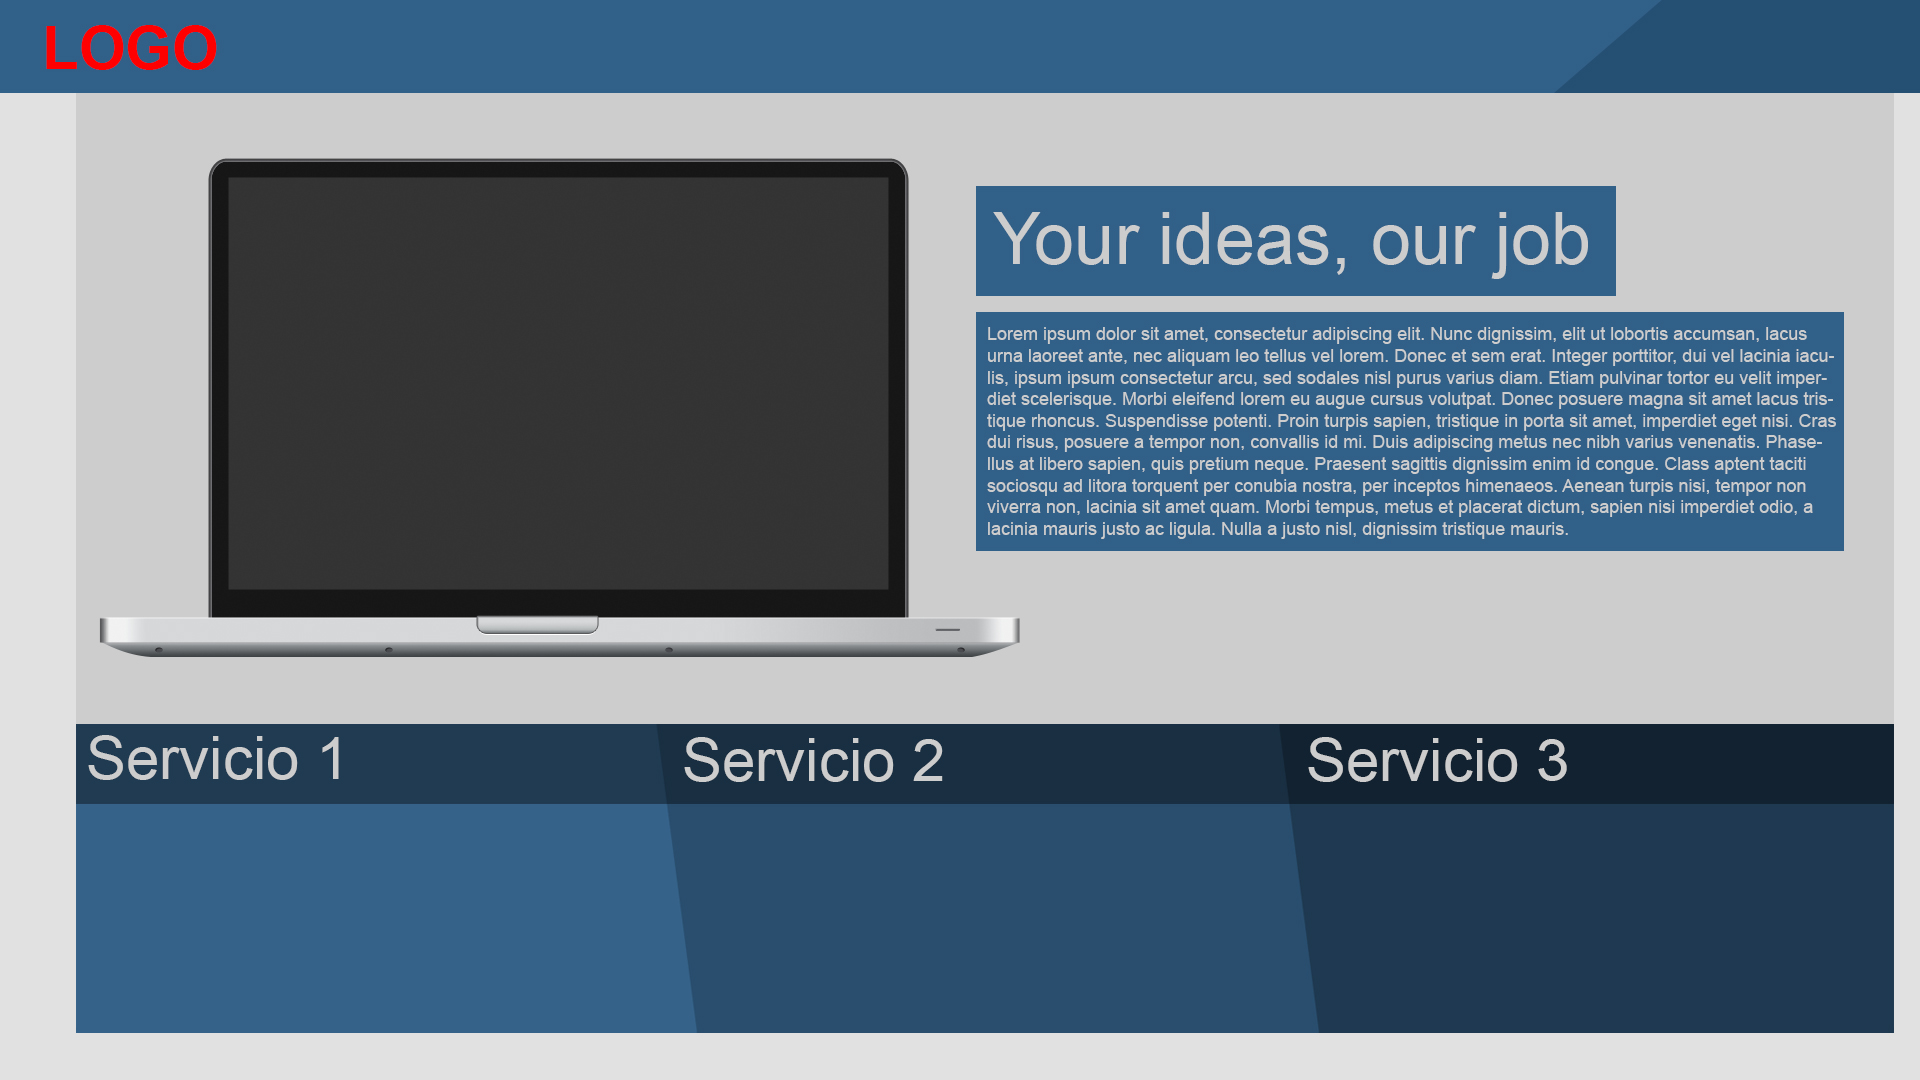 LOGO
Your ideas, our job
Lorem ipsum dolor sit amet, consectetur adipiscing elit. Nunc dignissim, elit ut lobortis accumsan, lacus
urna laoreet ante, nec aliquam leo tellus vel lorem. Donec et sem erat. Integer porttitor, dui vel lacinia iacu-
lis, ipsum ipsum consectetur arcu, sed sodales nisl purus varius diam. Etiam pulvinar tortor eu velit imper-
diet scelerisque. Morbi eleifend lorem eu augue cursus volutpat. Donec posuere magna sit amet lacus tris-
tique rhoncus. Suspendisse potenti. Proin turpis sapien, tristique in porta sit amet, imperdiet eget nisi. Cras
dui risus, posuere a tempor non, convallis id mi. Duis adipiscing metus nec nibh varius venenatis. Phase-
llus at libero sapien, quis pretium neque. Praesent sagittis dignissim enim id congue. Class aptent taciti
sociosqu ad litora torquent per conubia nostra, per inceptos himenaeos. Aenean turpis nisi, tempor non
viverra non, lacinia sit amet quam. Morbi tempus, metus et placerat dictum, sapien nisi imperdiet odio, a
lacinia mauris justo ac ligula. Nulla a justo nisl, dignissim tristique mauris.
Servicio 1
Servicio 2
Servicio 3